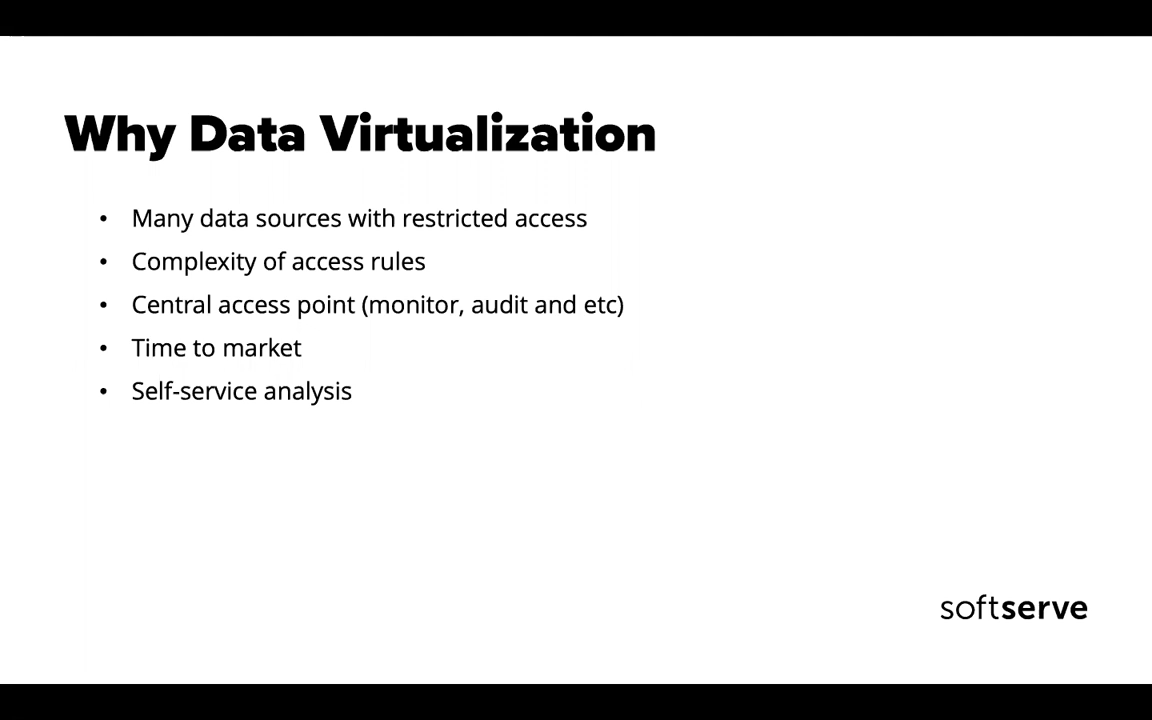 Why Data Virtualization
• Many data sources with restricted access
• Complexity of access rules
• Central access point (monitor, audit and etc)
• Time to market
• Self-service analysis
softserve